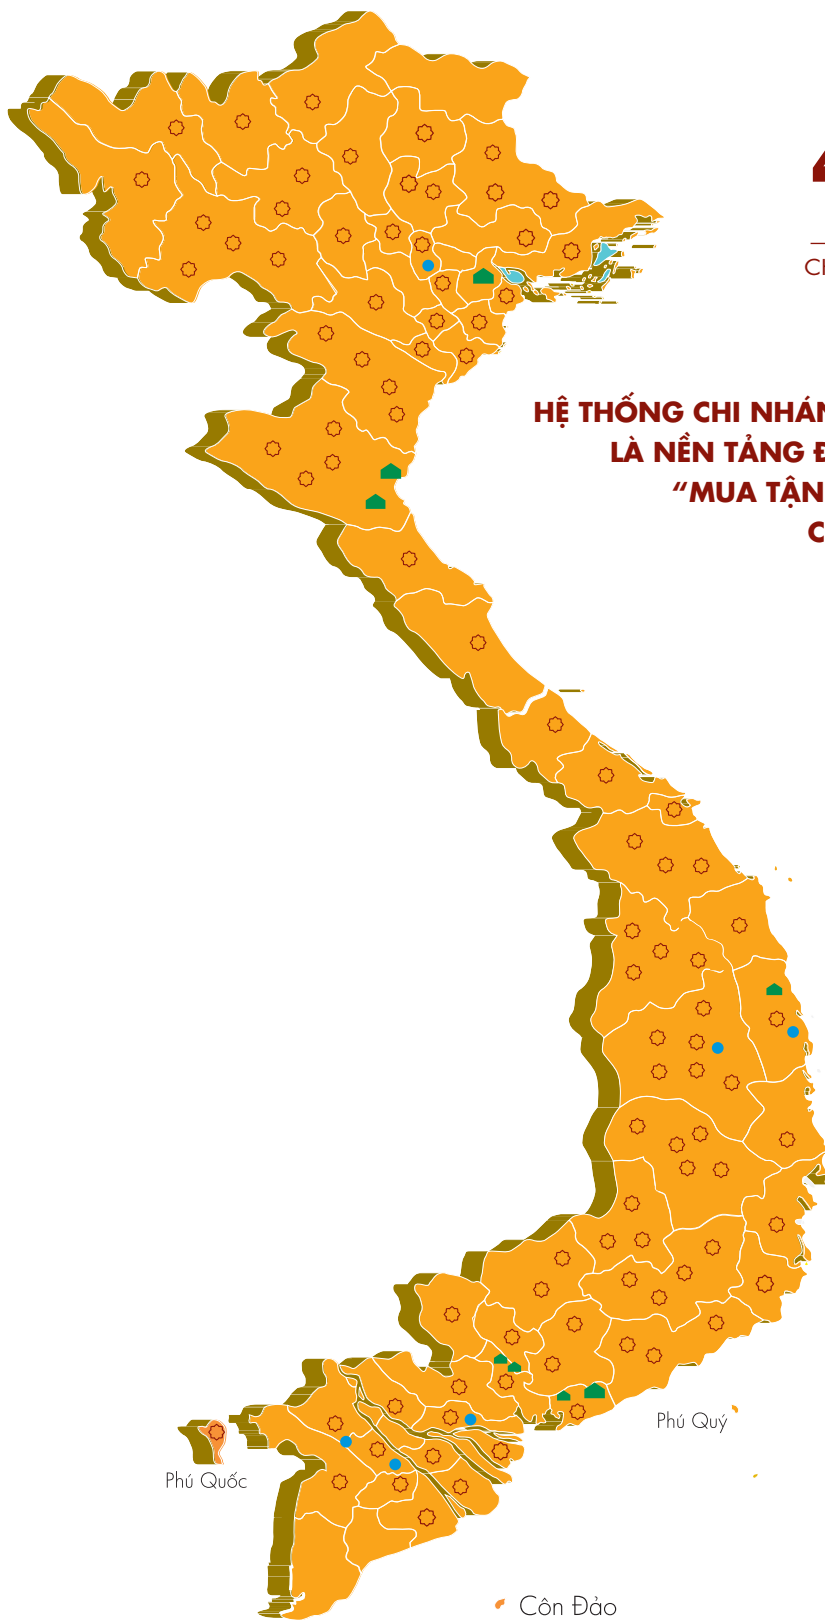 HỆ THỐNG CHI NHÁN
LÀ NỀN TẢNG Đ
“MUA TẬN
Phú Quý
Phú Quốc
Côn Đảo